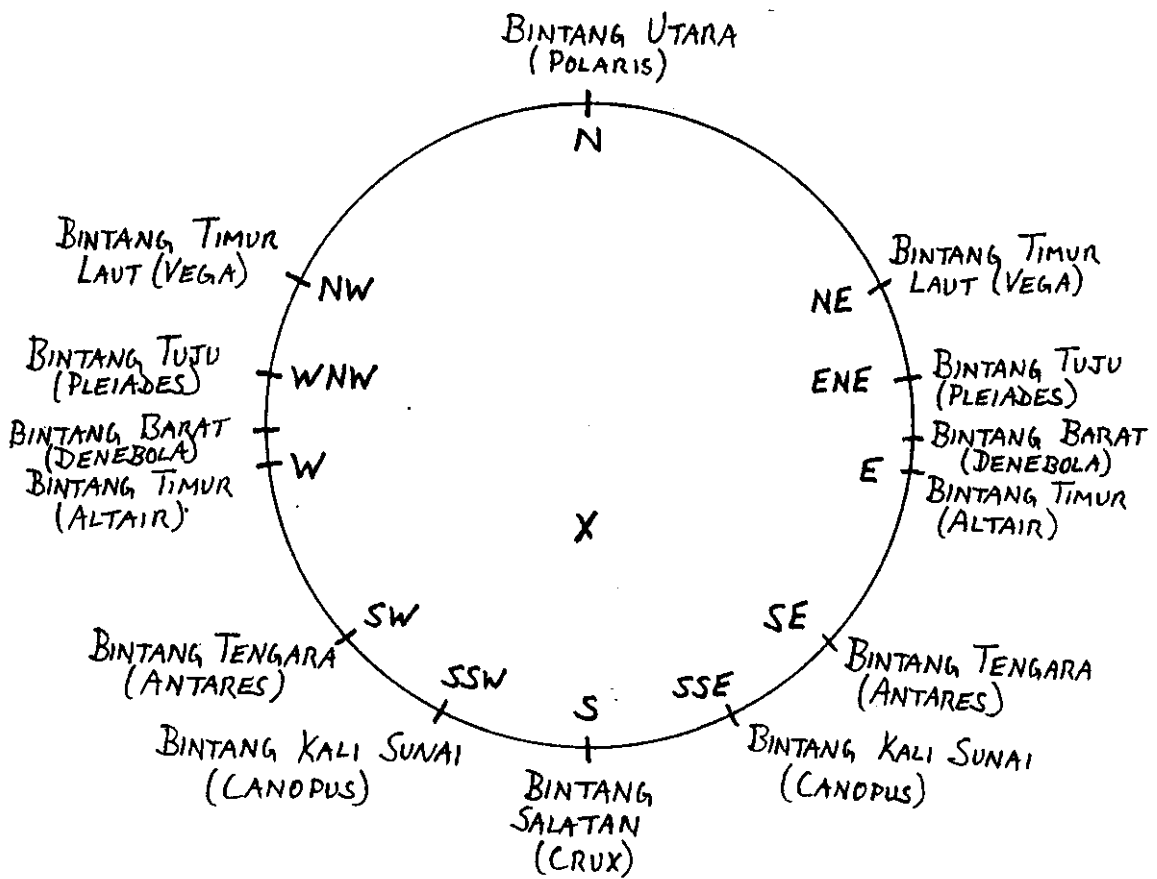 BINTANG UTARA
(POLARIS)
N
BINTANG TIMUR
LAUT (VEGA)
NW
NE
BINTANG TIMUR
LAUT (VEGA)
BINTANG TUJU
(PLEIADES)
WNW
ENE
BINTANG TUJU
(PLEIADES)
BINTANG BARAT
(DENEBOLA)
BINTANG BARAT
(DENEBOLA)
W
BINTANG TIMUR
(ALTAIR)
E
BINTANG TIMUR
(ALTAIR)
X
SW
SE
BINTANG TENGARA
(ANTARES)
BINTANG TENGARA
(ANTARES)
SSW
S
SSE
BINTANG KALI SUNAI
(CANOPUS)
BINTANG KALI SUNAI
(CANOPUS)
BINTANG
SALATAN
(CRUX)